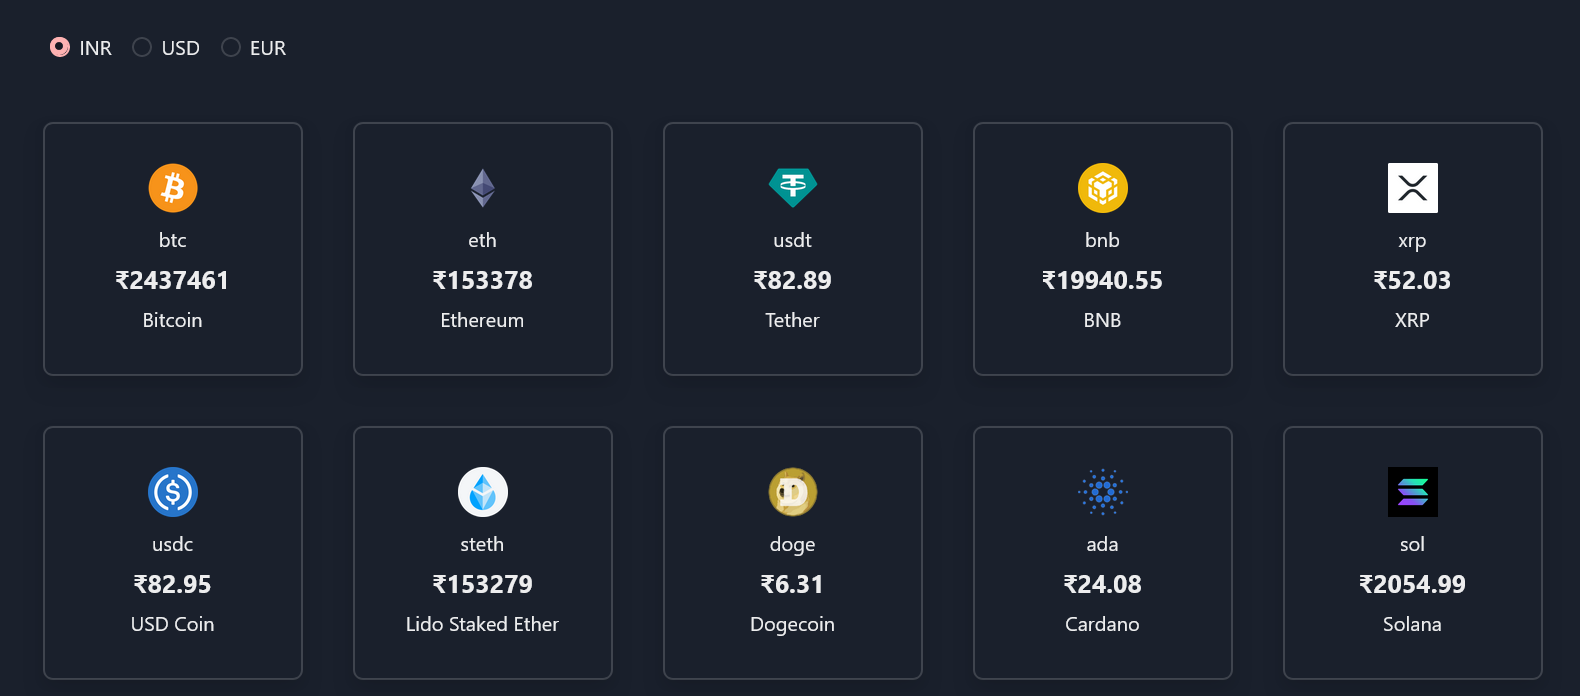 INR USD EUR
btc
₹2437461
Bitcoin
eth
₹153378
Ethereum
usdt
₹82.89
Tether
bnb
₹19940.55
BNB
xrp
₹52.03
XRP
usdc
₹82.95
USD Coin
steth
₹153279
Lido Staked Ether
doge
₹6.31
Dogecoin
ada
₹24.08
Cardano
sol
₹2054.99
Solana